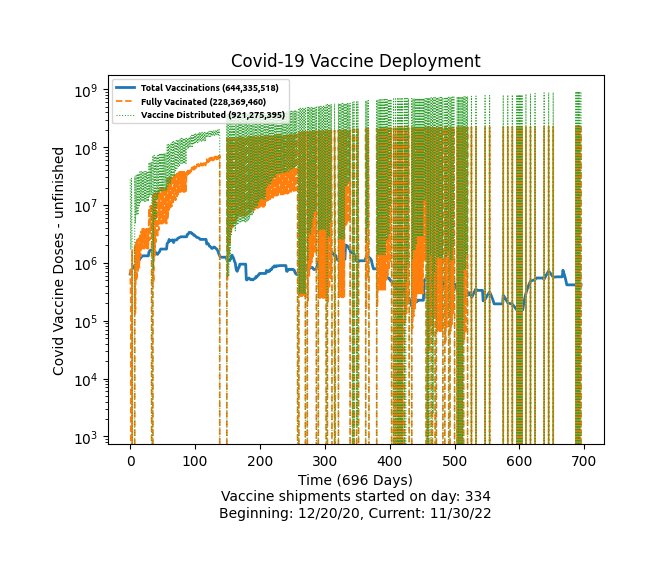 Covid-19 Vaccine Deployment
Total Vaccinations (644,335,518)
Fully Vacinated (228,369,460)
Vaccine Distributed (921,275,395)
Covid Vaccine Doses - unfinished
10⁹
10⁸
10⁷
10⁶
10⁵
10⁴
10³
0 100 200 300 400 500 600 700
Time (696 Days)
Vaccine shipments started on day: 334
Beginning: 12/20/20, Current: 11/30/22